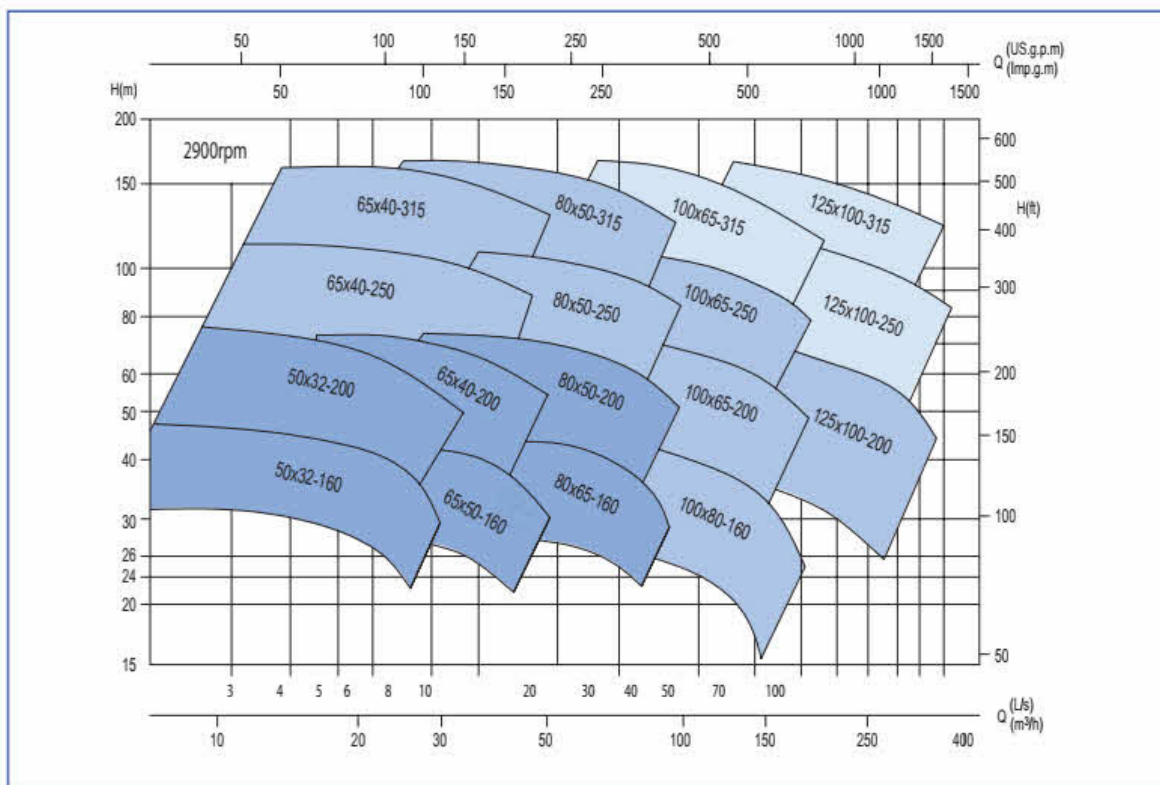 50 100 150 250 500 1000 1500
Q (US.g.p.m)
(Imp.g.m)
50 100 150 250 500 1000 1500
H(m)
200
2900rpm
600
150
500
H(ft)
65x40-315
80x50-315
100x65-315
125x100-315
400
100
300
65x40-250
80x50-250
100x65-250
125x100-250
80
60
200
50x32-200
65x40-200
80x50-200
100x65-200
125x100-200
50
150
40
50x32-160
65x50-160
80x65-160
100x80-160
30
100
26
24
20
15
50
3 4 5 6 8 10 20 30 40 50 70 100
Q (L/s)
(m³/h)
10 20 30 50 100 150 250 400